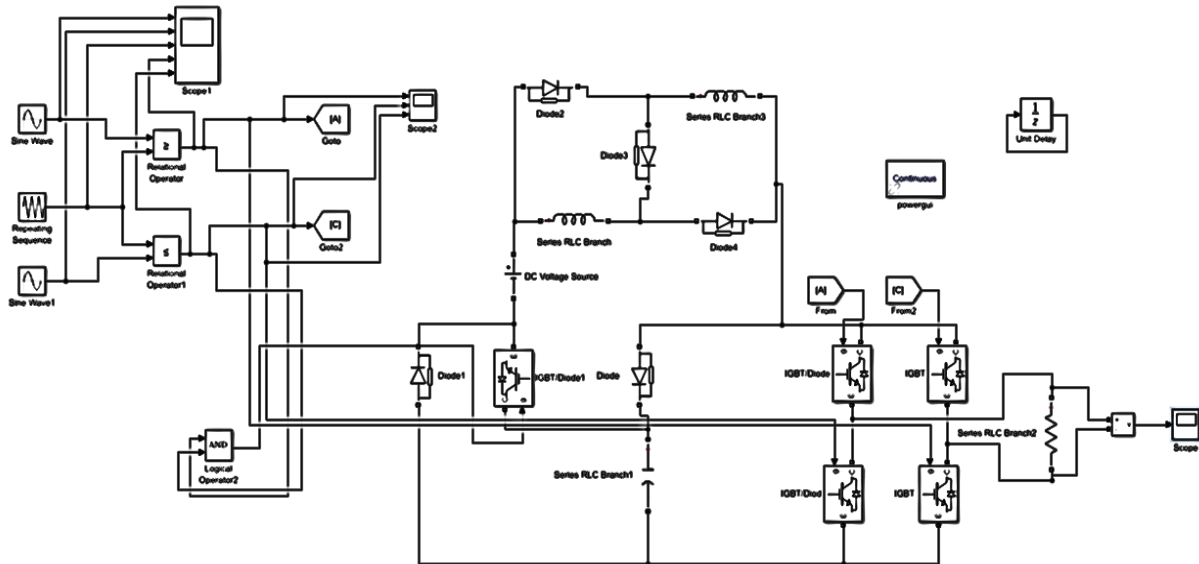 Scope1
Sine Wave
≥
Relational
Operator
[A]
Goto
Scope2
Repeating
Sequence
[C]
Goto2
≤
Relational
Operator1
Sine Wave1
AND
Logical
Operator2
Diode2
Series RLC Branch3
Diode3
Series RLC Branch
Diode4
DC Voltage Source
Diode1
IGBT/Diode1
Diode
Series RLC Branch1
1
z
Unit Delay
Continuous
powergui
[A]
From
[C]
From2
IGBT/Diode
IGBT
IGBT/Diod
IGBT
Series RLC Branch2
Scope